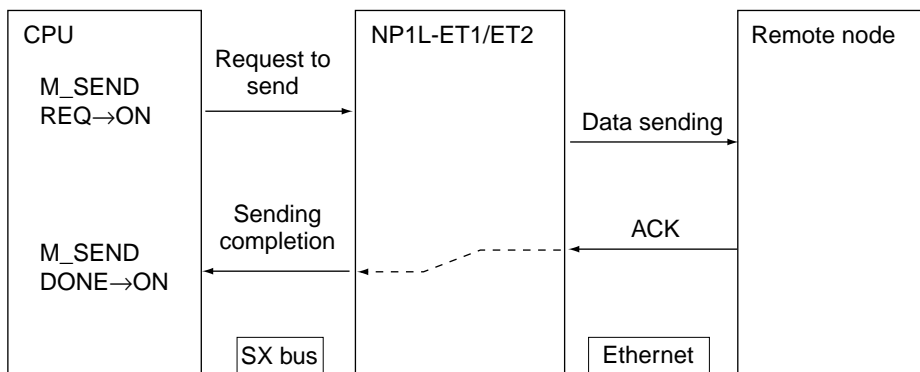 CPU
NP1L-ET1/ET2
Remote node
Request to
send
M_SEND
REQ→ON
Data sending
Sending
completion
ACK
M_SEND
DONE→ON
SX bus
Ethernet